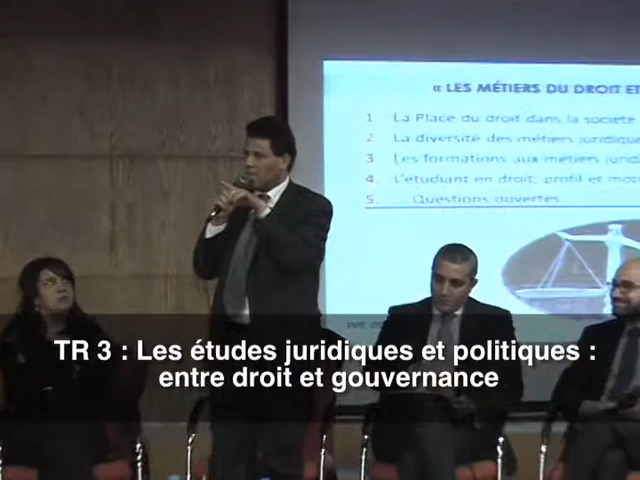 « LES MÉTIERS DU DROIT ET
1 La Place du droit dans la société
2 La diversité des métiers juridique
3 Les formations aux métiers jurid
4. L'étudiant en droit, profil et
5. Questions ouvertes
TR 3 : Les études juridiques et politiques :
entre droit et gouvernance